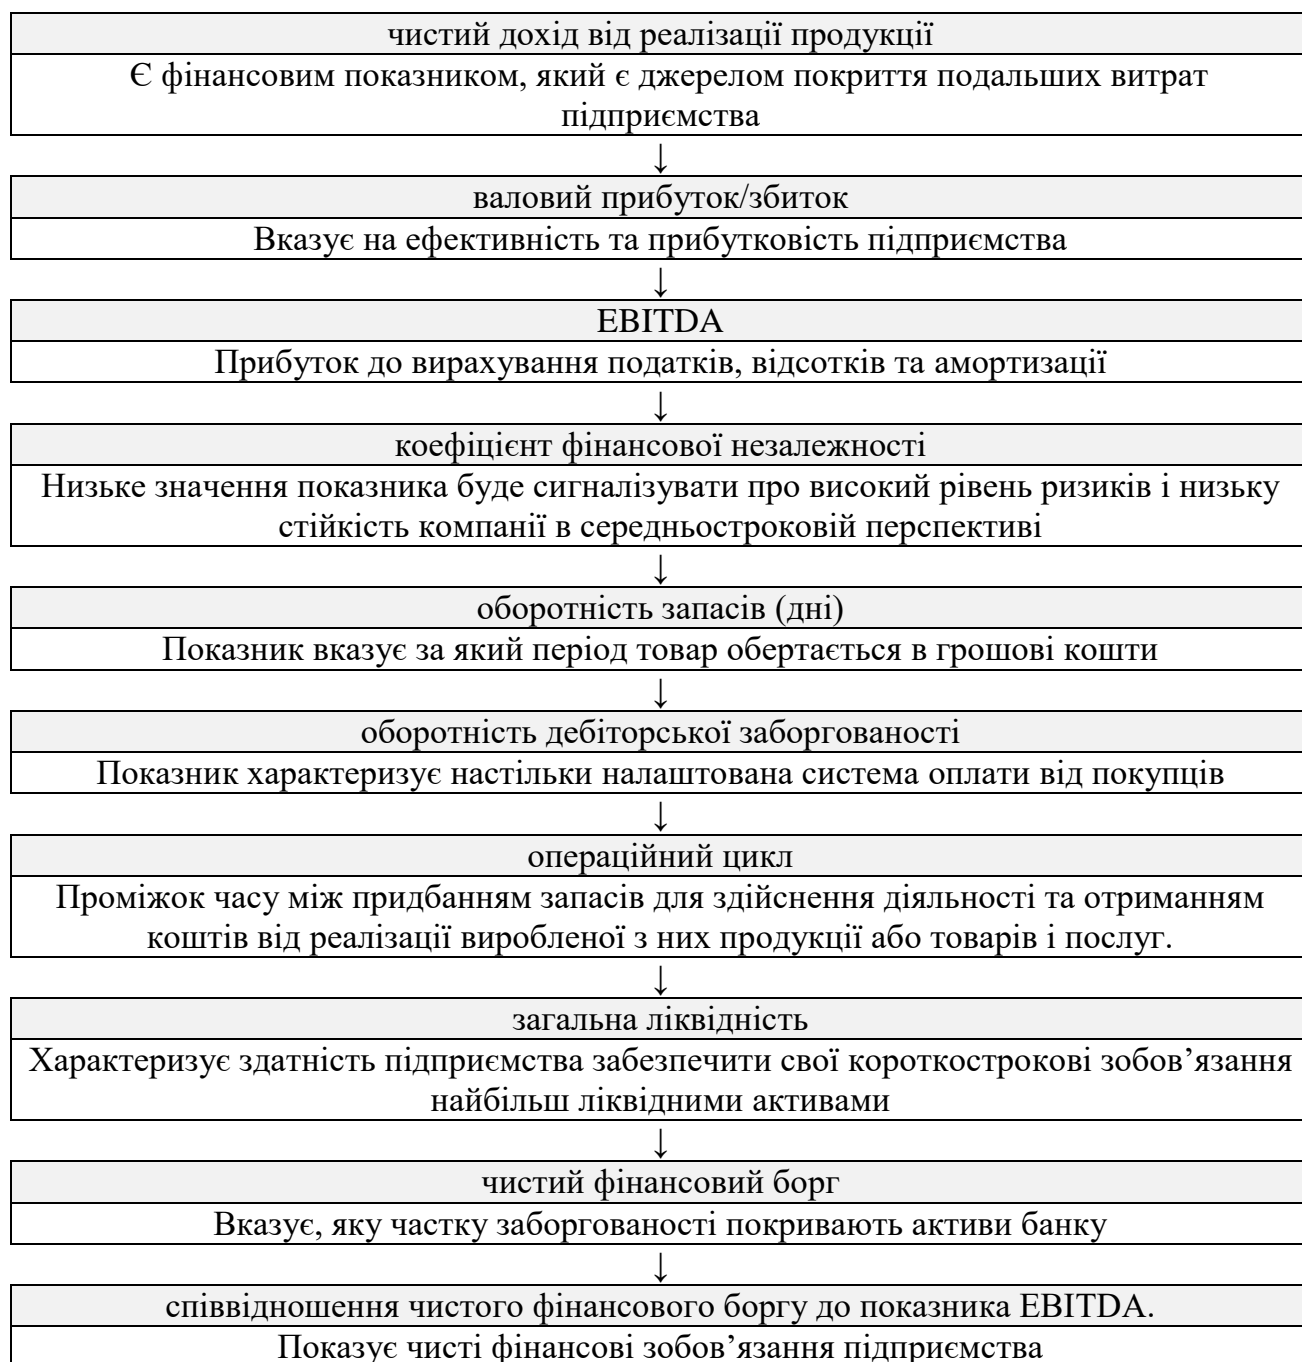 чистий дохід від реалізації продукції
Є фінансовим показником, який є джерелом покриття подальших витрат
підприємства
↓
валовий прибуток/збиток
Вказує на ефективність та прибутковість підприємства
↓
EBITDA
Прибуток до вирахування податків, відсотків та амортизації
↓
коефіцієнт фінансової незалежності
Низьке значення показника буде сигналізувати про високий рівень ризиків і низьку
стійкість компанії в середньостроковій перспективі
↓
оборотність запасів (дні)
Показник вказує за який період товар обертається в грошові кошти
↓
оборотність дебіторської заборгованості
Показник характеризує настільки налаштована система оплати від покупців
↓
операційний цикл
Проміжок часу між придбанням запасів для здійснення діяльності та отриманням
коштів від реалізації виробленої з них продукції або товарів і послуг.
↓
загальна ліквідність
Характеризує здатність підприємства забезпечити свої короткострокові зобов’язання
найбільш ліквідними активами
↓
чистий фінансовий борг
Вказує, яку частку заборгованості покривають активи банку
↓
співвідношення чистого фінансового боргу до показника EBITDA.
Показує чисті фінансові зобов’язання підприємства